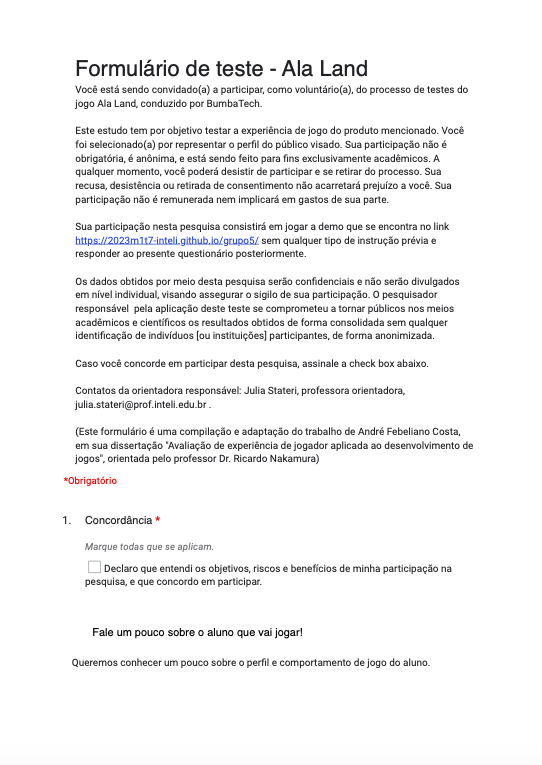 Formulário de teste - Ala Land
Você está sendo convidado(a) a participar, como voluntário(a), do processo de testes do
jogo Ala Land, conduzido por BumbaTech.
Este estudo tem por objetivo testar a experiência de jogo do produto mencionado. Você
foi selecionado(a) por representar o perfil do público visado. Sua participação não é
obrigatória, é anônima, e está sendo feito para fins exclusivamente acadêmicos. A
qualquer momento, você poderá desistir de participar e se retirar do processo. Sua
recusa, desistência ou retirada de consentimento não acarretará prejuízo a você. Sua
participação não é remunerada nem implicará em gastos de sua parte.
Sua participação nesta pesquisa consistirá em jogar a demo que se encontra no link
https://2023m1t7-inteli.github.io/grupo5/ sem qualquer tipo de instrução prévia e
responder ao presente questionário posteriormente.
Os dados obtidos por meio desta pesquisa serão confidenciais e não serão divulgados
em nível individual, visando assegurar o sigilo de sua participação. O pesquisador
responsável  pela aplicação deste teste se comprometeu a tornar públicos nos meios
acadêmicos e científicos os resultados obtidos de forma consolidada sem qualquer
identificação de indivíduos [ou instituições] participantes, de forma anonimizada.
Caso você concorde em participar desta pesquisa, assinale a check box abaixo.
Contatos da orientadora responsável: Julia Stateri, professora orientadora,
julia.stateri@prof.inteli.edu.br .
(Este formulário é uma compilação e adaptação do trabalho de André Febeliano Costa,
em sua dissertação "Avaliação de experiência de jogador aplicada ao desenvolvimento de
jogos", orientada pelo professor Dr. Ricardo Nakamura)
*Obrigatório
1. Concordância *
Marque todas que se aplicam.
Declaro que entendi os objetivos, riscos e benefícios de minha participação na
pesquisa, e que concordo em participar.
Fale um pouco sobre o aluno que vai jogar!
Queremos conhecer um pouco sobre o perfil e comportamento de jogo do aluno.